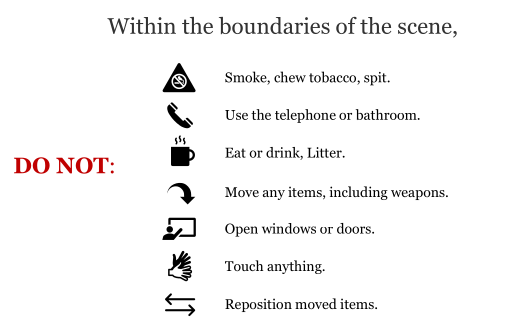 Within the boundaries of the scene,
Smoke, chew tobacco, spit.
Use the telephone or bathroom.
Eat or drink, Litter.
DO NOT:
Move any items, including weapons.
Open windows or doors.
Touch anything.
Reposition moved items.